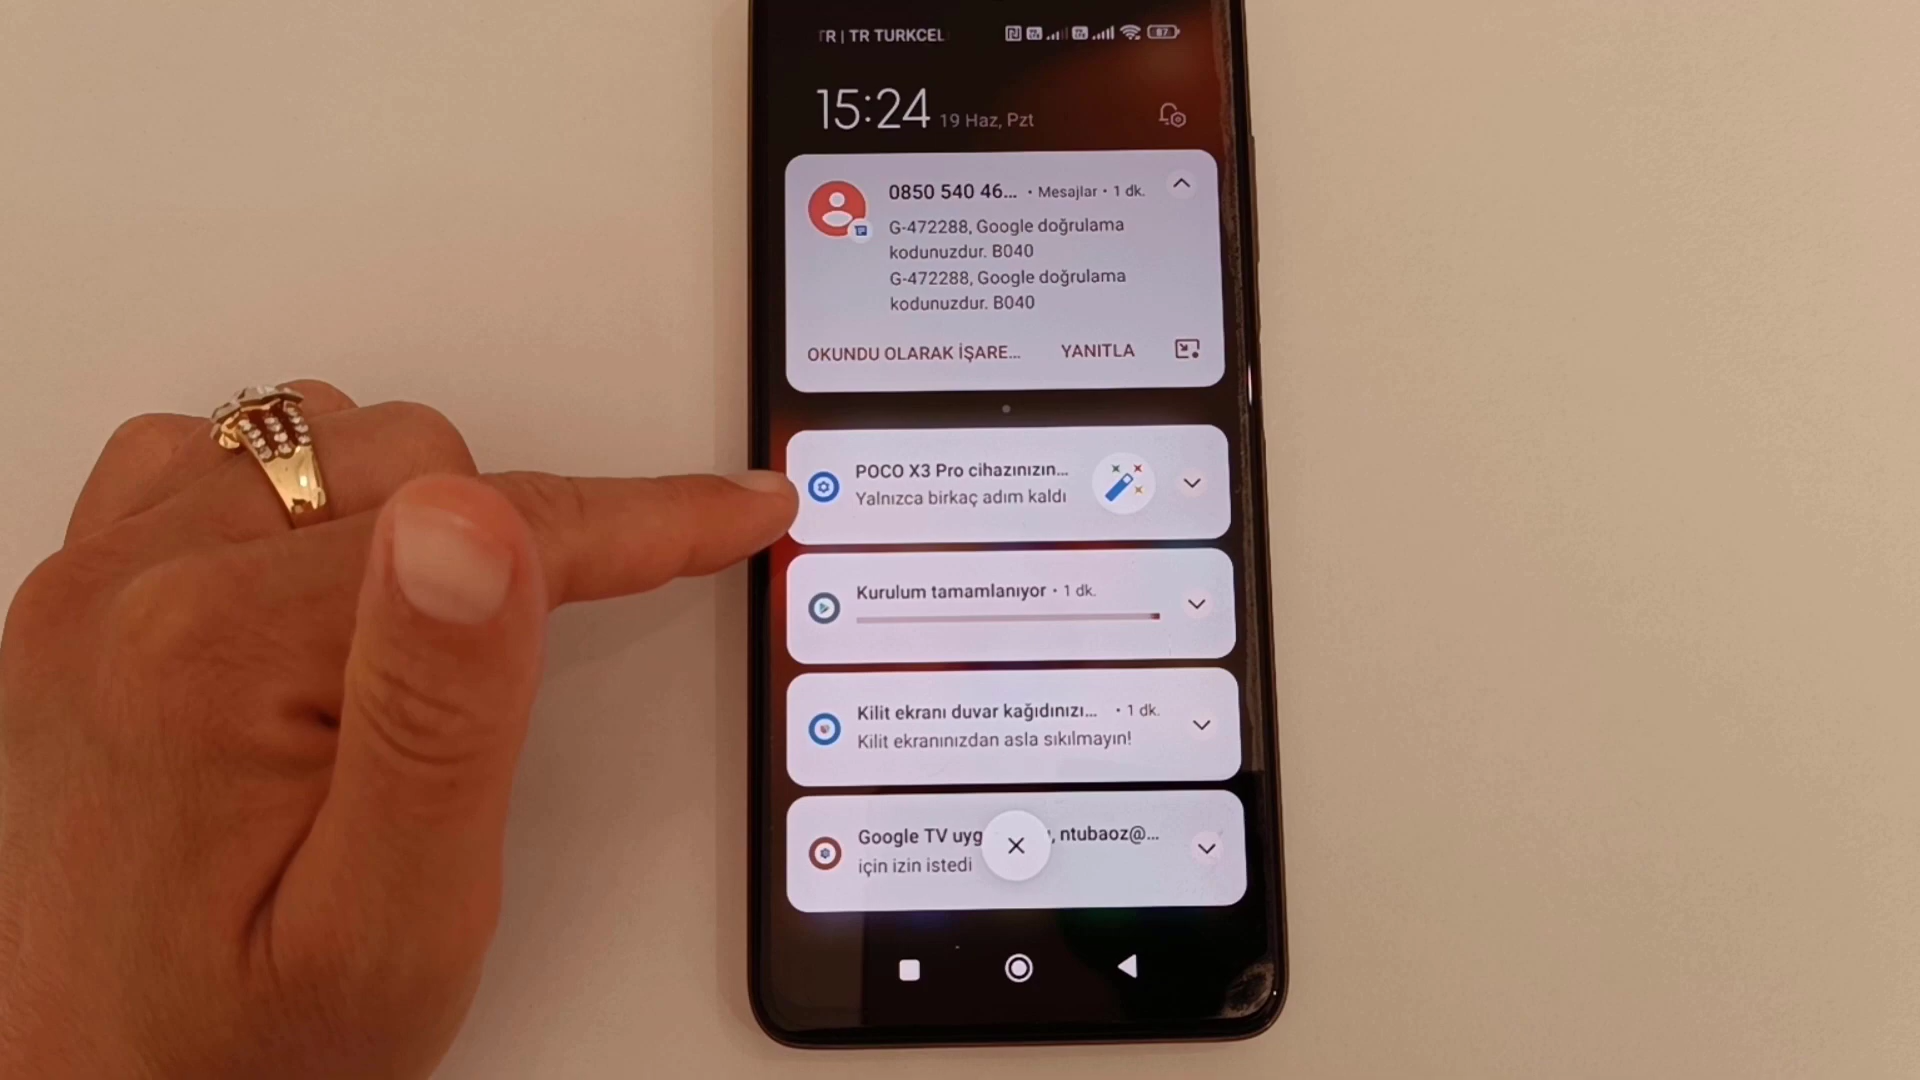 TR | TR TURKCEL
87
15:24 19 Haz, Pzt
0850 540 46... • Mesajlar • 1 dk.
G-472288, Google doğrulama
kodunuzdur. B040
G-472288, Google doğrulama
kodunuzdur. B040
OKUNDU OLARAK İŞARE... YANITLA
POCO X3 Pro cihazınızın...
Yalnızca birkaç adım kaldı
Kurulum tamamlanıyor • 1 dk.
Kilit ekranı duvar kağıdınızı... • 1 dk.
Kilit ekranınızdan asla sıkılmayın!
Google TV uyg , ntubaoz@...
için izin istedi